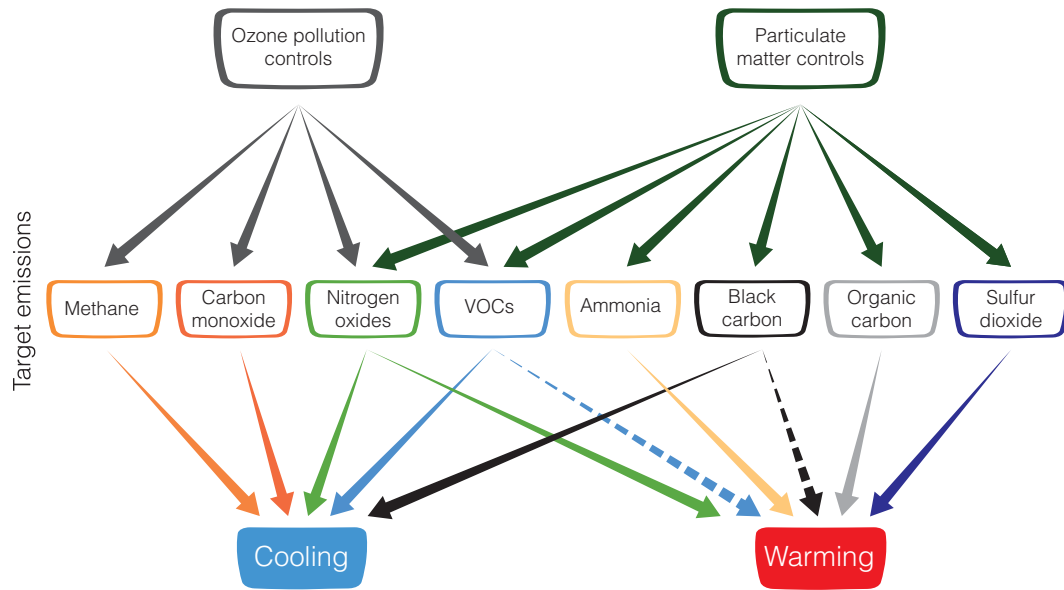 Ozone pollution
controls
Particulate
matter controls
Target emissions
Methane
Carbon
monoxide
Nitrogen
oxides
VOCs
Ammonia
Black
carbon
Organic
carbon
Sulfur
dioxide
Cooling
Warming